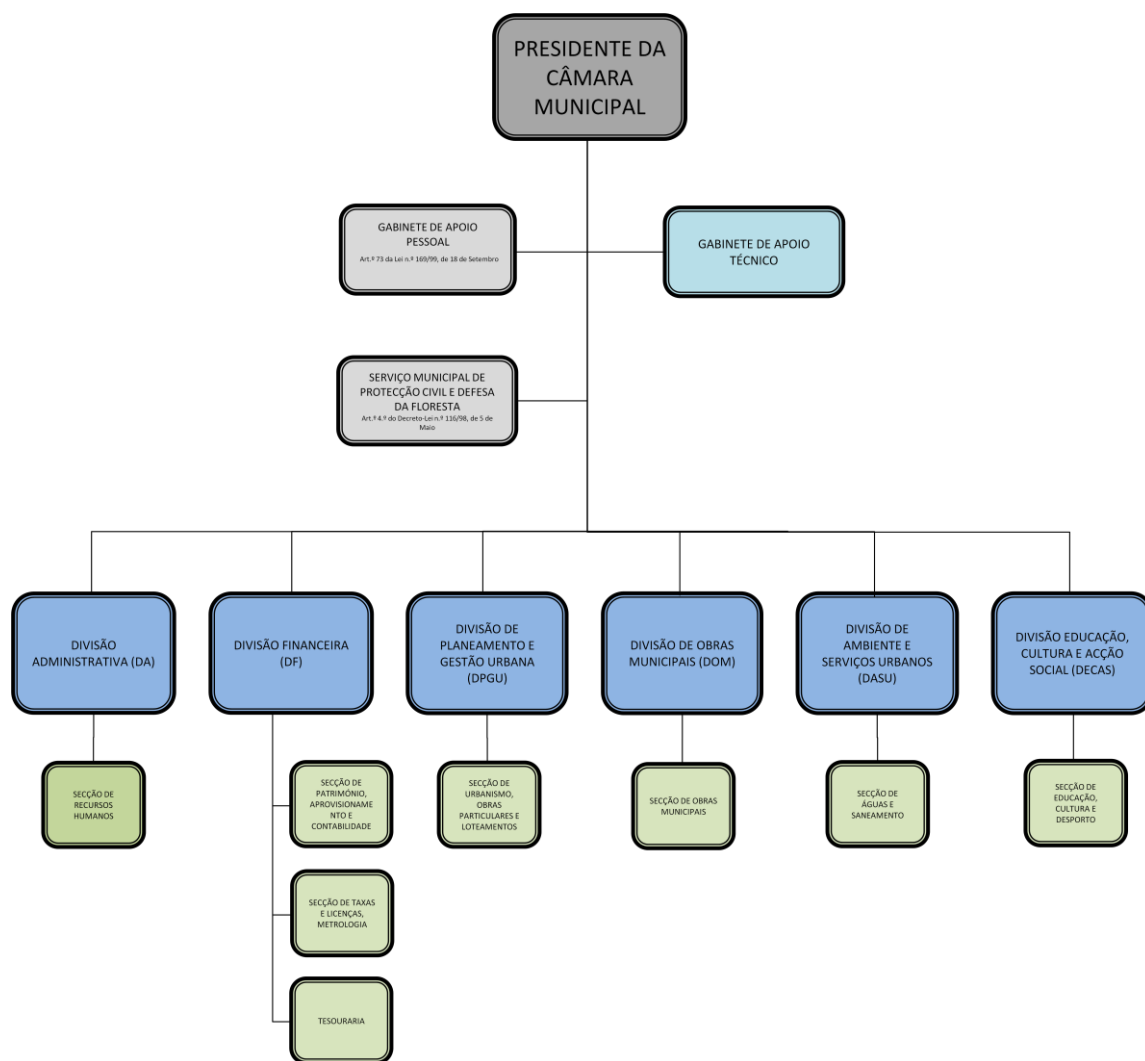 PRESIDENTE DA
CÂMARA
MUNICIPAL
GABINETE DE APOIO
PESSOAL
Art.º 73 da Lei n.º 169/99, de 18 de Setembro
GABINETE DE APOIO
TÉCNICO
SERVIÇO MUNICIPAL DE
PROTECÇÃO CIVIL E DEFESA
DA FLORESTA
Art.º 4.º do Decreto-Lei n.º 116/98, de 5 de
Maio
DIVISÃO
ADMINISTRATIVA (DA)
DIVISÃO FINANCEIRA
(DF)
DIVISÃO DE
PLANEAMENTO E
GESTÃO URBANA
(DPGU)
DIVISÃO DE OBRAS
MUNICIPAIS (DOM)
DIVISÃO DE
AMBIENTE E
SERVIÇOS URBANOS
(DASU)
DIVISÃO EDUCAÇÃO,
CULTURA E ACÇÃO
SOCIAL (DECAS)
SECÇÃO DE
RECURSOS
HUMANOS
SECÇÃO DE
PATRIMÓNIO,
APROVISIONAME
NTO E
CONTABILIDADE
SECÇÃO DE
URBANISMO,
OBRAS
PARTICULARES E
LOTEAMENTOS
SECÇÃO DE OBRAS
MUNICIPAIS
SECÇÃO DE
ÁGUAS E
SANEAMENTO
SECÇÃO DE
EDUCAÇÃO,
CULTURA E
DESPORTO
SECÇÃO DE TAXAS
E LICENÇAS,
METROLOGIA
TESOURARIA